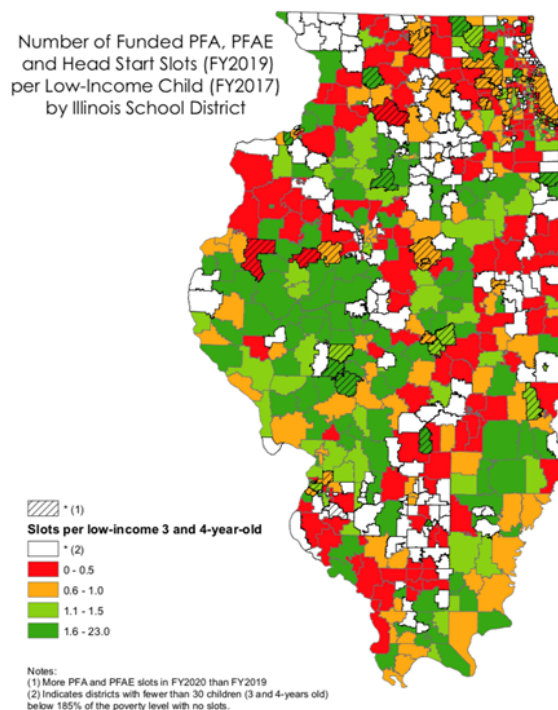 Number of Funded PFA, PFAE
and Head Start Slots (FY2019)
per Low-Income Child (FY2017)
by Illinois School District
* (1)
Slots per low-income 3 and 4-year-old
* (2)
0 - 0.5
0.6 - 1.0
1.1 - 1.5
1.6 - 23.0
Notes:
(1) More PFA and PFAE slots in FY2020 than FY2019
(2) Indicates districts with fewer than 30 children (3 and 4-years old)
below 185% of the poverty level with no slots.